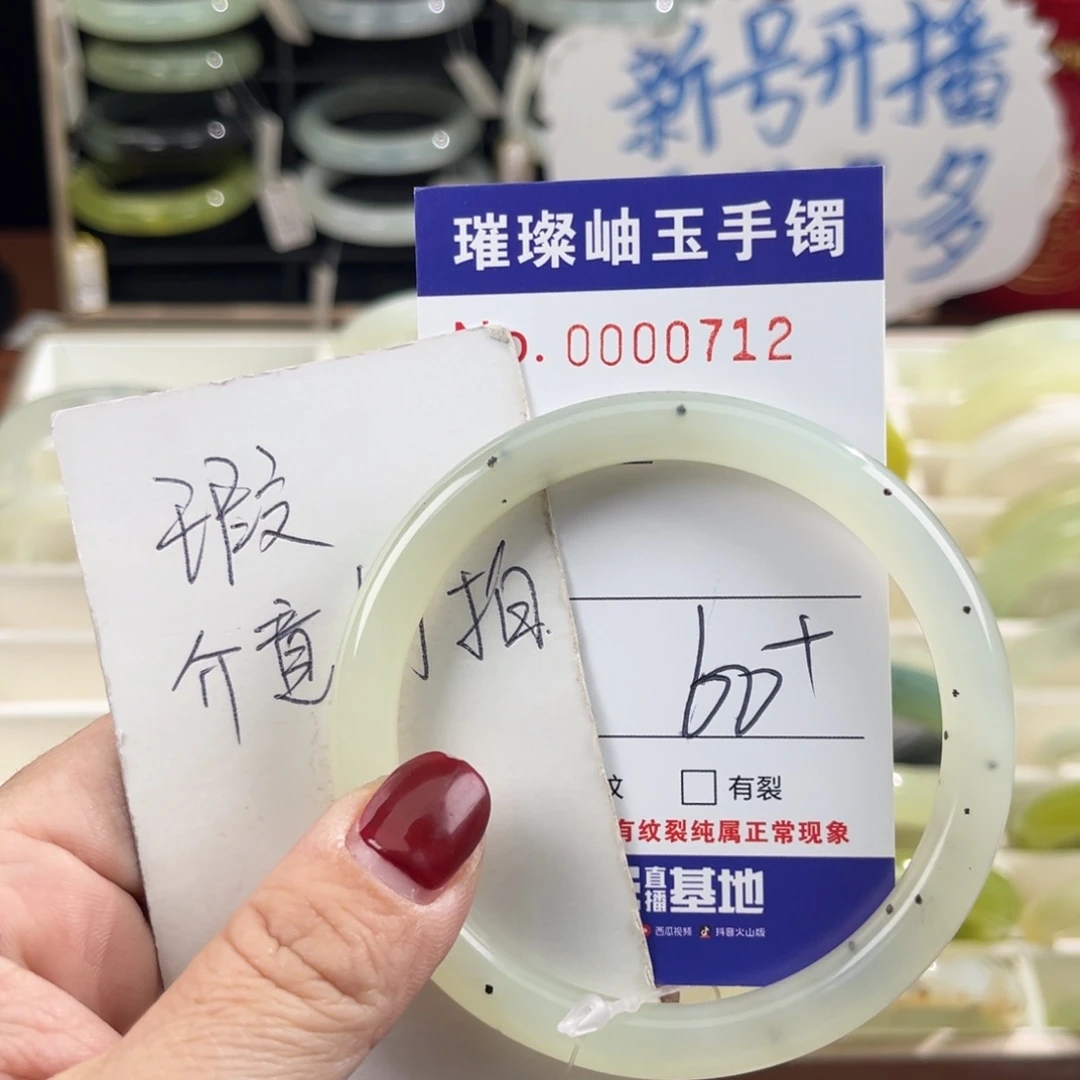 新号开播
多
璀璨岫玉手镯
No. 0000712
瑕
介意 拍
60+
纹 □ 有裂
有纹裂纯属正常现象
直播基地
西瓜视频 抖音火山版